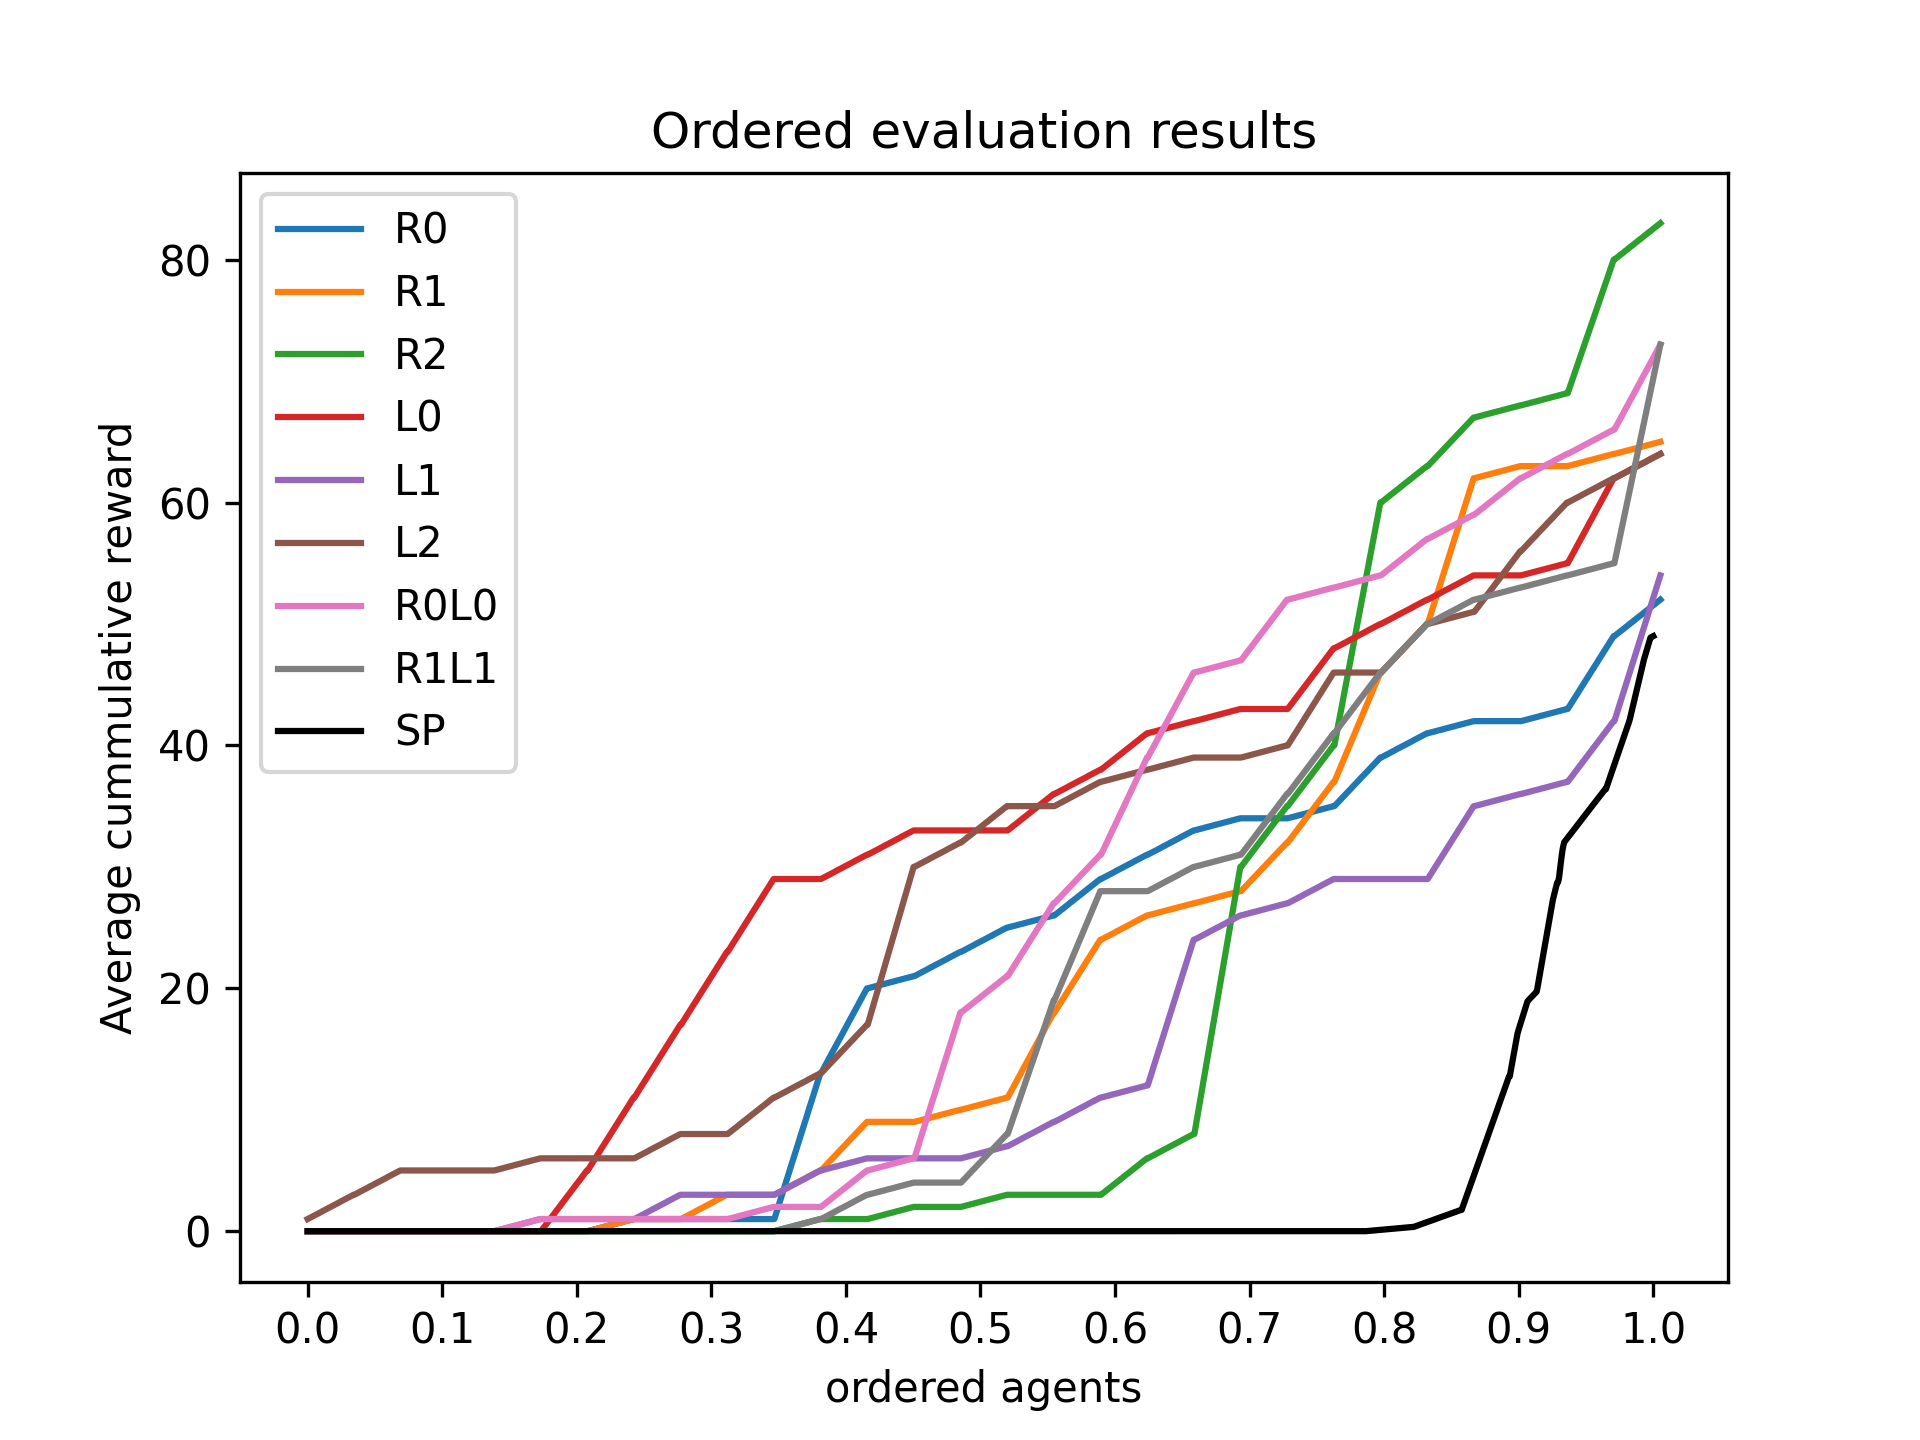 Ordered evaluation results
R0
R1
R2
L0
L1
L2
R0L0
R1L1
SP
80
60
40
20
0
Average cummulative reward
0.0 0.1 0.2 0.3 0.4 0.5 0.6 0.7 0.8 0.9 1.0
ordered agents